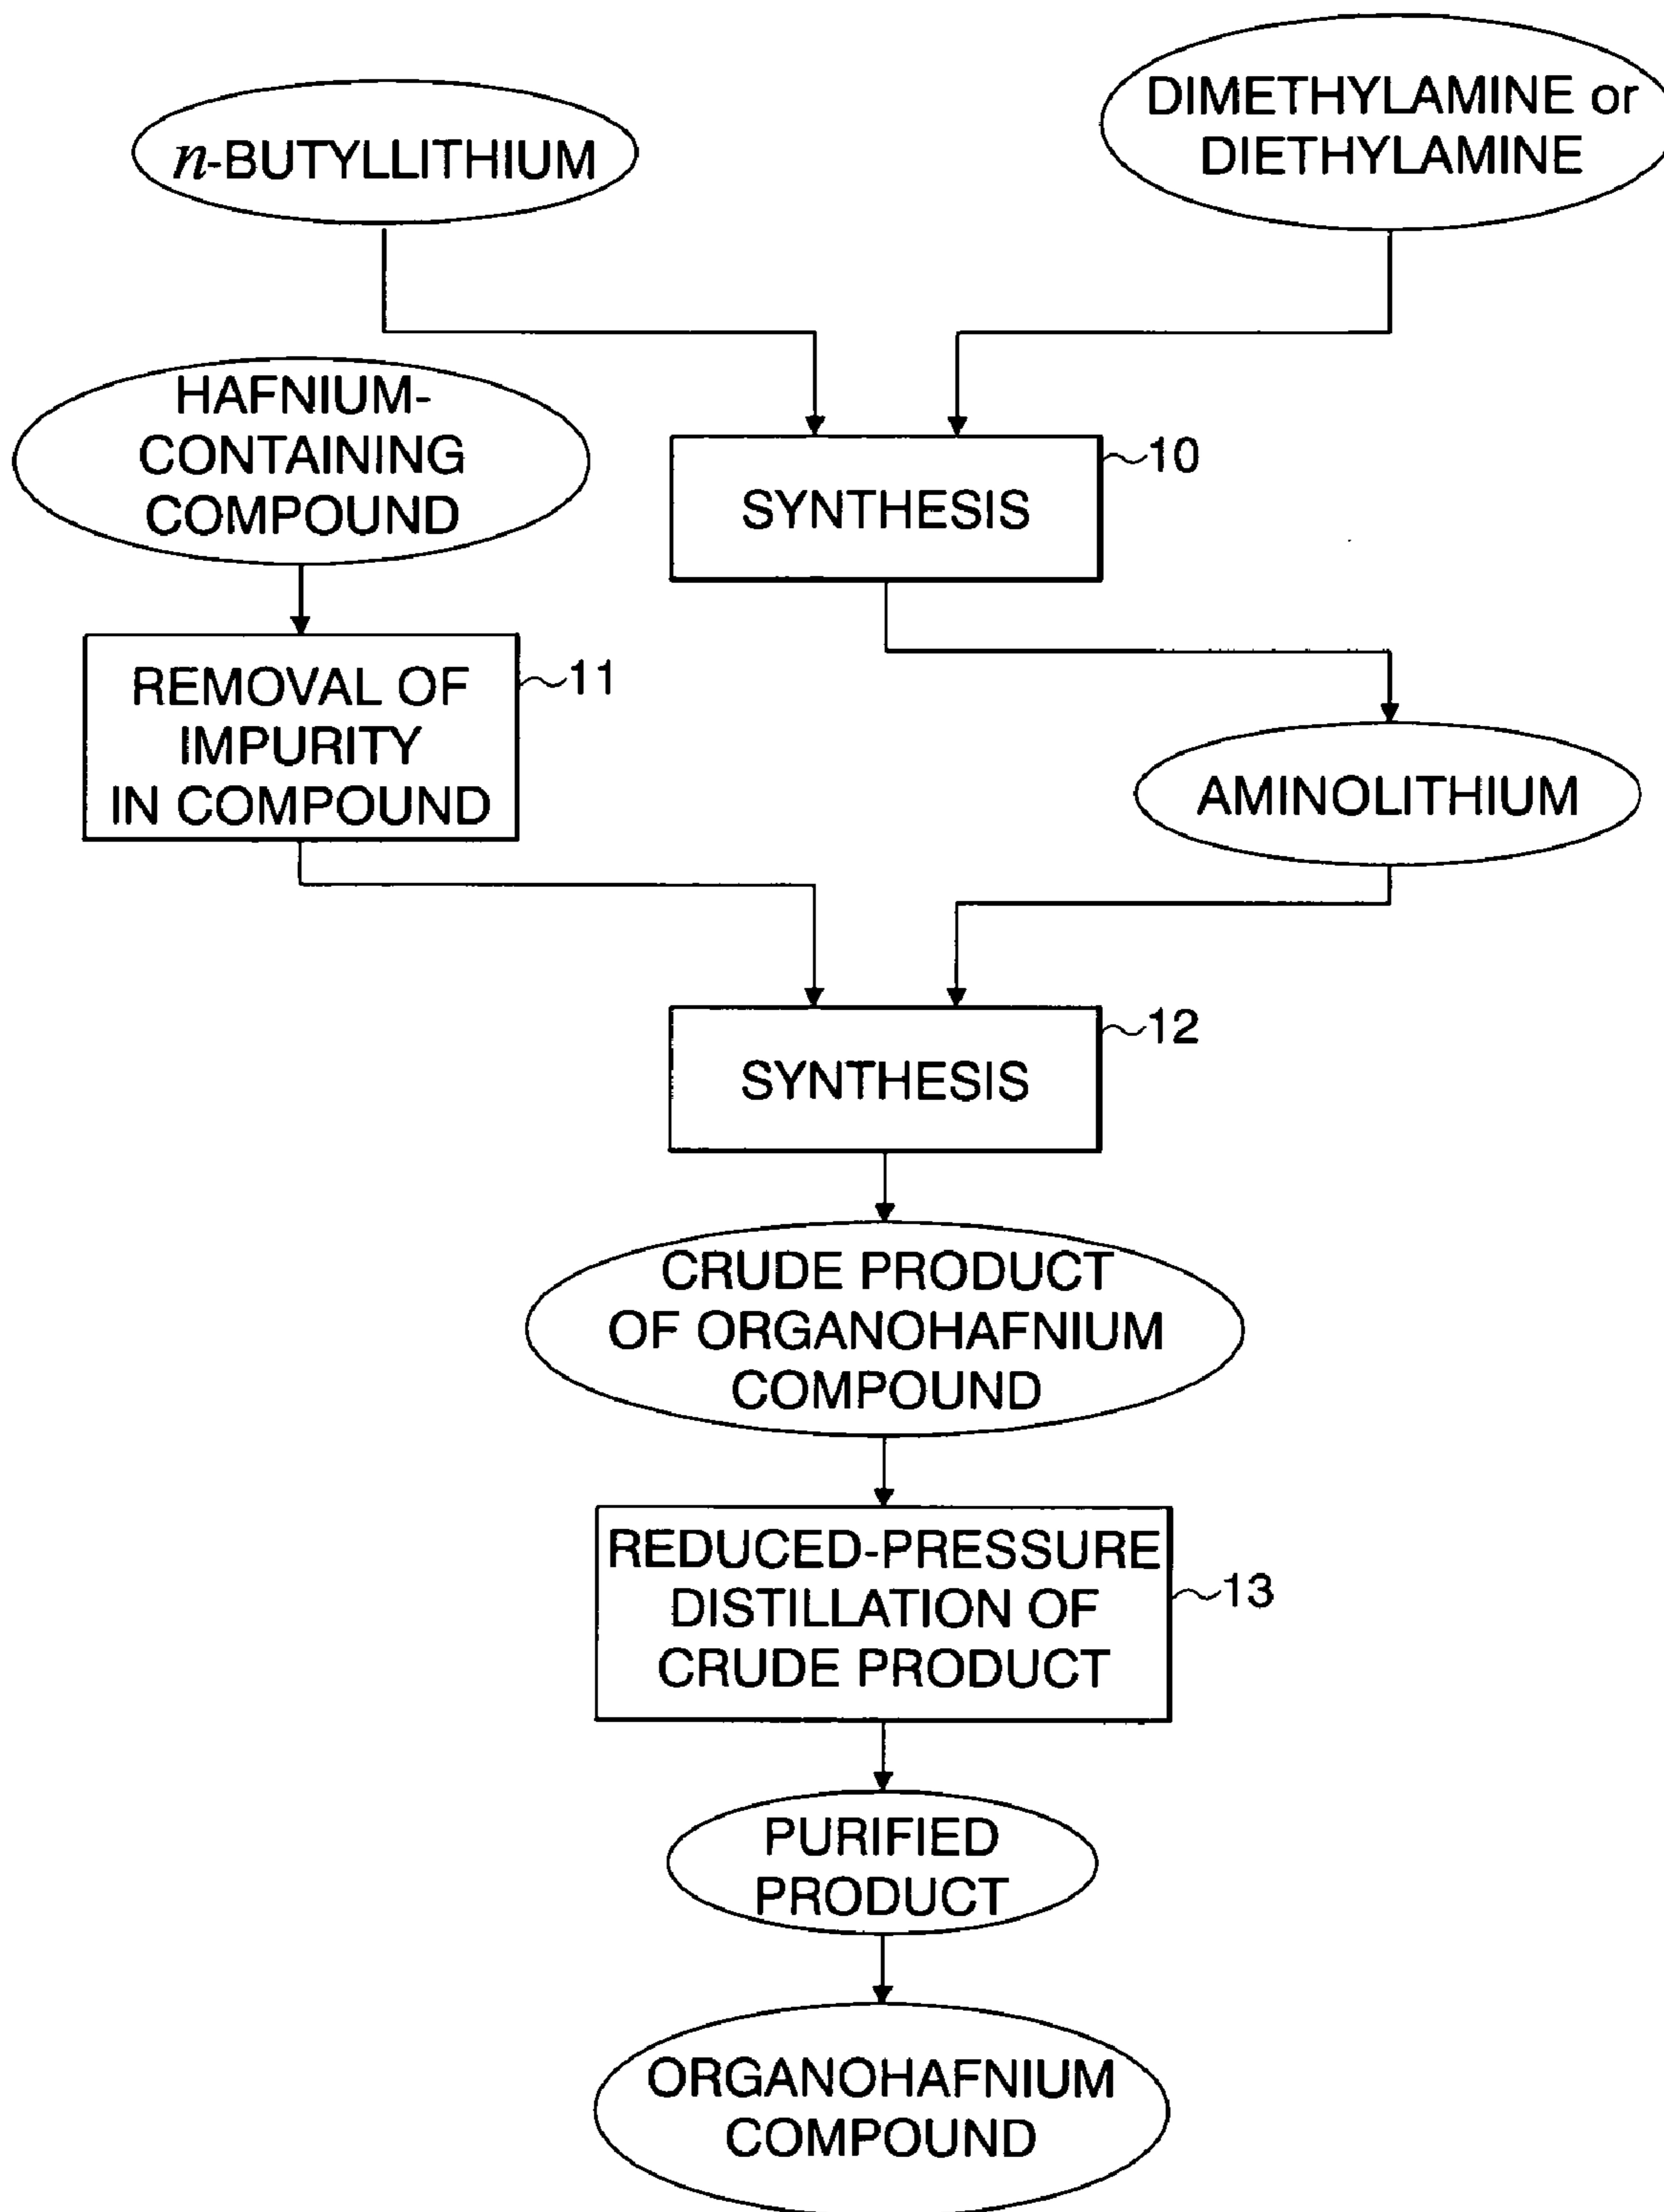 n-BUTYLLITHIUM
DIMETHYLAMINE or
DIETHYLAMINE
HAFNIUM-
CONTAINING
COMPOUND
SYNTHESIS
10
REMOVAL OF
IMPURITY
IN COMPOUND
11
AMINOLITHIUM
SYNTHESIS
12
CRUDE PRODUCT
OF ORGANOHAFNIUM
COMPOUND
REDUCED-PRESSURE
DISTILLATION OF
CRUDE PRODUCT
13
PURIFIED
PRODUCT
ORGANOHAFNIUM
COMPOUND